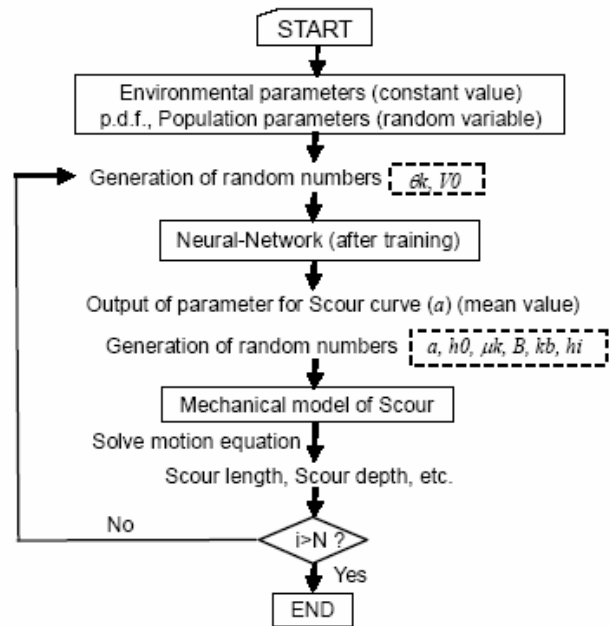 START
Environmental parameters (constant value)
p.d.f., Population parameters (random variable)
Generation of random numbers θk, V0
Neural-Network (after training)
Output of parameter for Scour curve (a) (mean value)
Generation of random numbers a, h0, μk, B, kb, hi
Mechanical model of Scour
Solve motion equation
Scour length, Scour depth, etc.
No
i>N ?
Yes
END